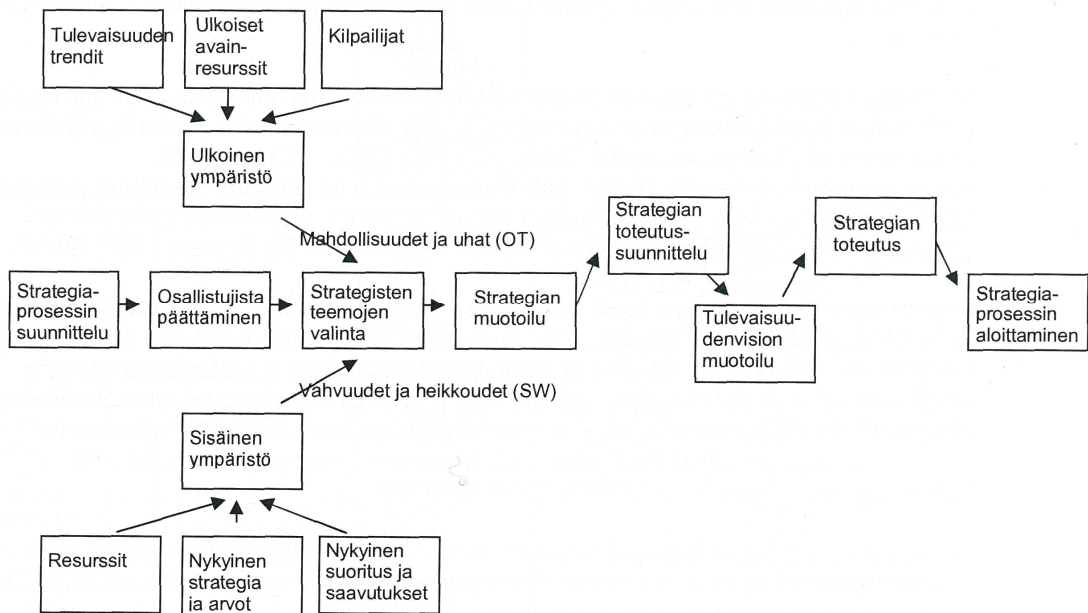 Tulevaisuuden
trendit
Ulkoiset
avain-
resurssit
Kilpailijat
Ulkoinen
ympäristö
Mahdollisuudet ja uhat (OT)
Strategia-
prosessin
suunnittelu
Osallistujista
päättäminen
Strategisten
teemojen
valinta
Strategian
muotoilu
Strategian
toteutus-
suunnittelu
Tulevaisuu-
denvision
muotoilu
Strategian
toteutus
Strategia-
prosessin
aloittaminen
Vahvuudet ja heikkoudet (SW)
Sisäinen
ympäristö
Resurssit
Nykyinen
strategia
ja arvot
Nykyinen
suoritus ja
saavutukset